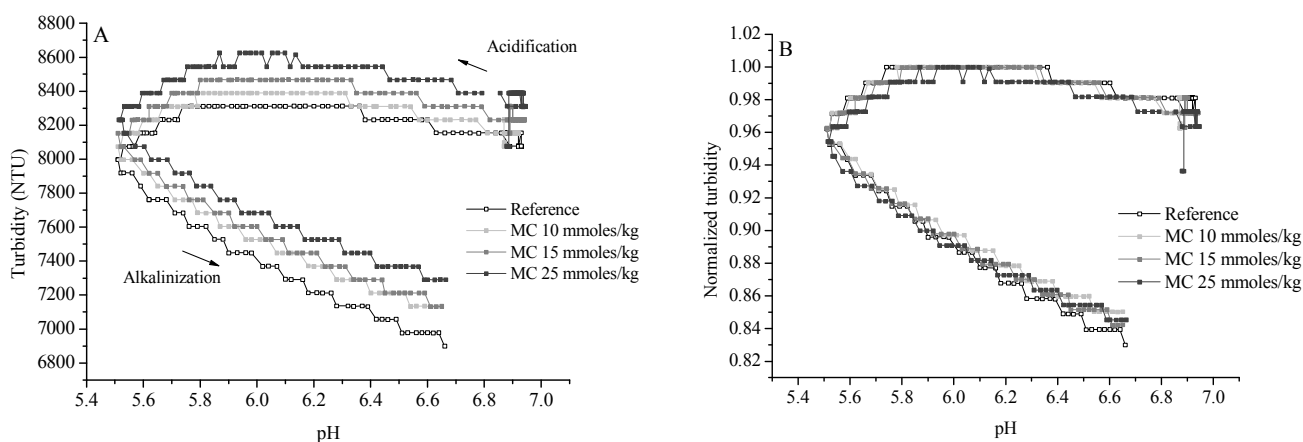 A
Turbidity (NTU)
8800
8600
8400
8200
8000
7800
7600
7400
7200
7000
6800
Acidification
Alkalinization
Reference
MC 10 mmoles/kg
MC 15 mmoles/kg
MC 25 mmoles/kg
5.4 5.6 5.8 6.0 6.2 6.4 6.6 6.8 7.0
pH
B
Normalized turbidity
1.00
0.98
0.96
0.94
0.92
0.90
0.88
0.86
0.84
0.82
Reference
MC 10 mmoles/kg
MC 15 mmoles/kg
MC 25 mmoles/kg
5.4 5.6 5.8 6.0 6.2 6.4 6.6 6.8 7.0
pH